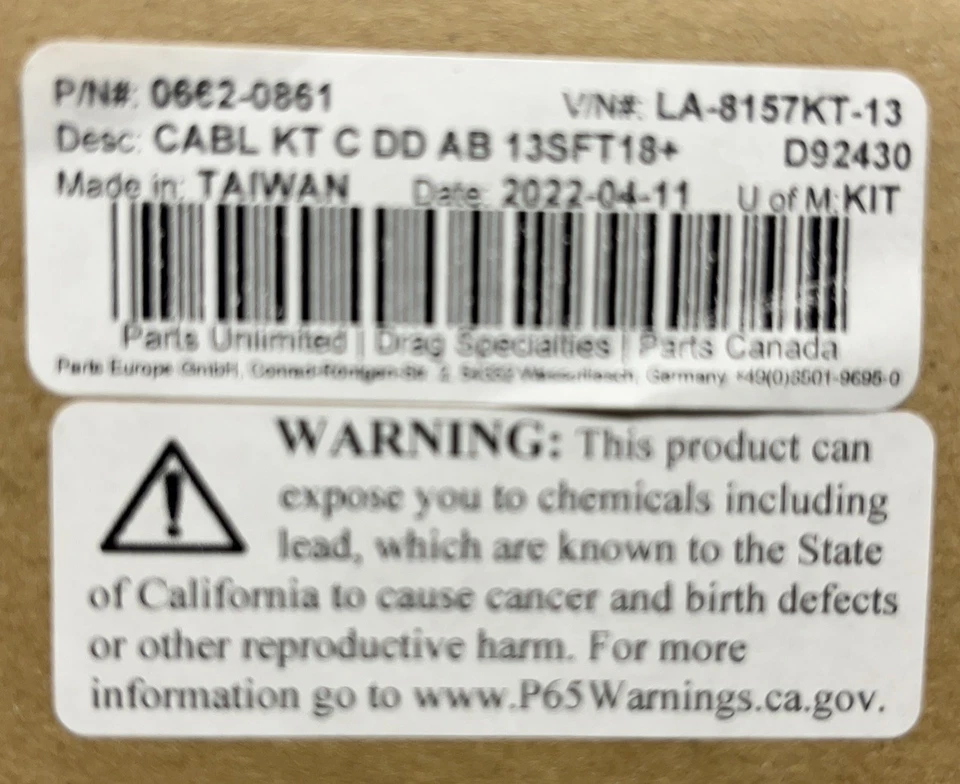 P/N#: 0662-0861 V/N#: LA-8157KT-13
Desc: CABL KT C DD AB 13SFT18+ D92430
Made in: TAIWAN Date: 2022-04-11 U of M: KIT
Parts Unlimited | Drag Specialties | Parts Canada
Parts Europe GmbH, Conrad-Röntgen-Str. Germany +49(0)6501-9695-0
WARNING: This product can
expose you to chemicals including
lead, which are known to the State
of California to cause cancer and birth defects
or other reproductive harm. For more
information go to www.P65Warnings.ca.gov.